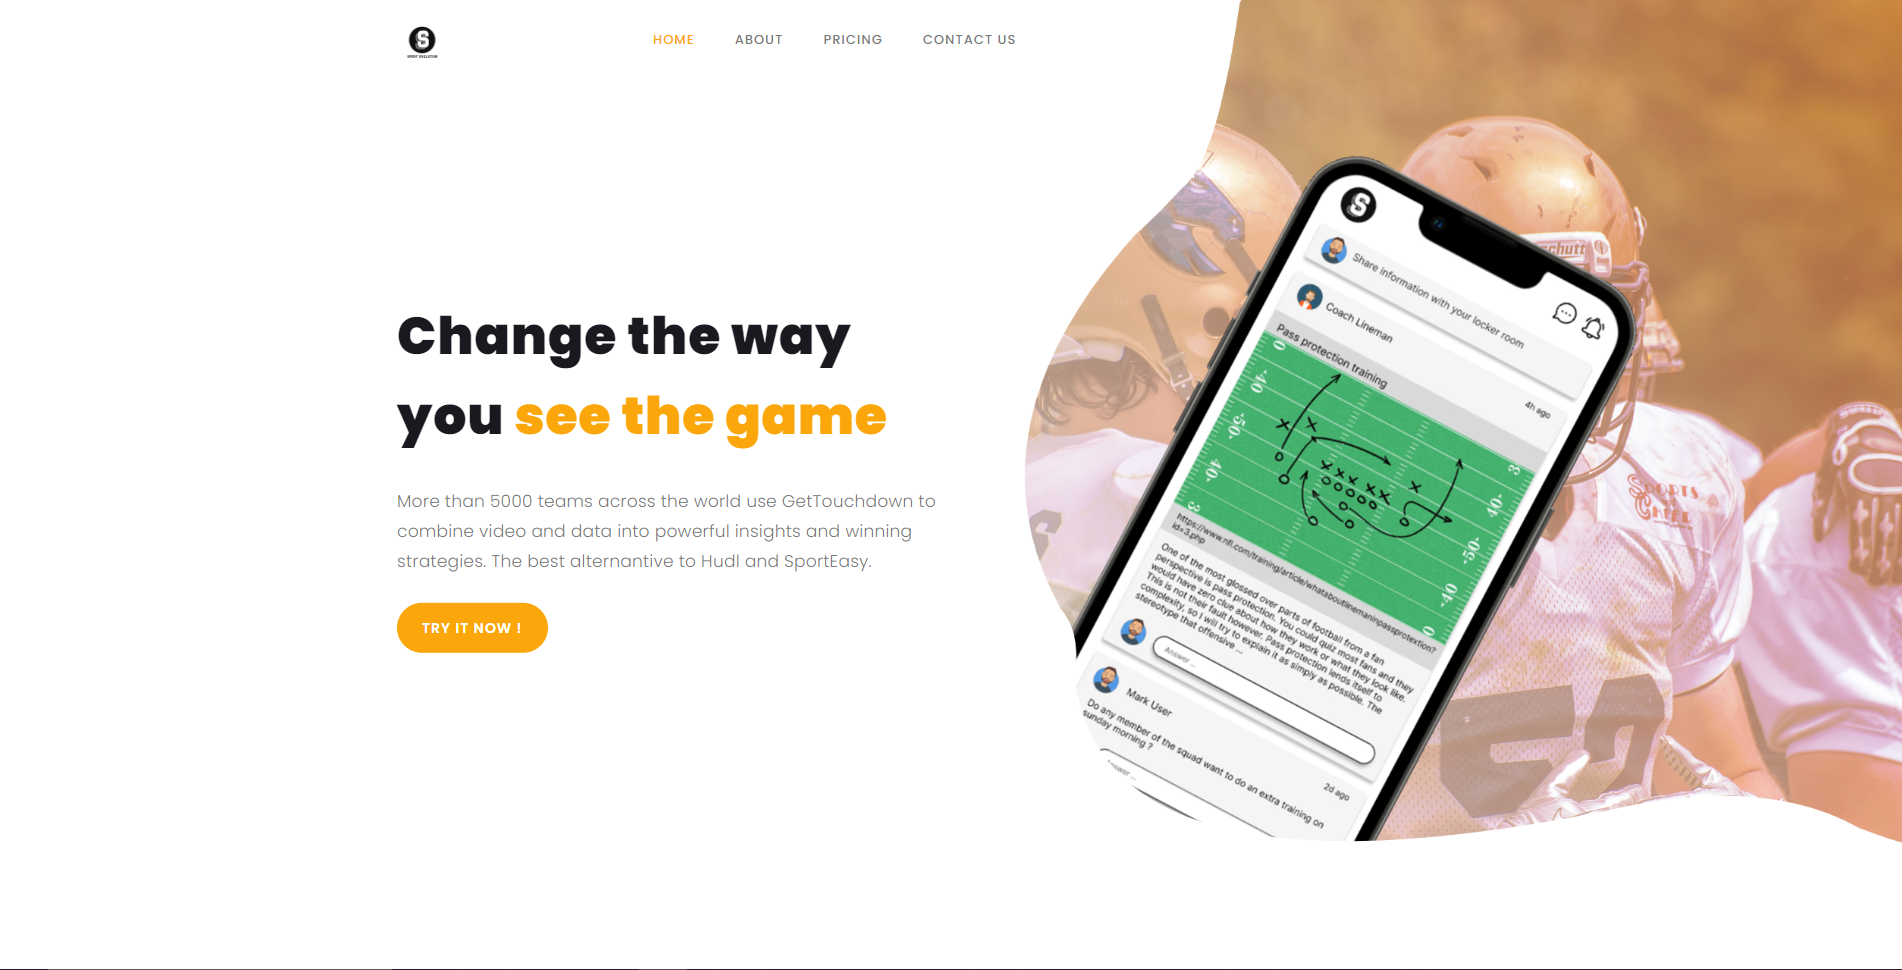 S
HOME
ABOUT
PRICING
CONTACT US
Change the way
you see the game
More than 5000 teams across the world use GetTouchdown to
combine video and data into powerful insights and winning
strategies. The best alternantive to Hudl and SportEasy.
TRY IT NOW !
schutt
SPORTS
S
Share information with your locker room
Coach Lineman
4h ago
Pass protection training
https://www.nfl.com/training/article/whataboutlinemaninpassprotextion?
id=3.php
One of the most glossed over parts of football from a fan
perspective is pass protection. You could quiz most fans and they
would have zero clue about how they work or what they look like.
This is not their fault however. Pass protection lends itself to
complexity, so I will try to explain it as simply as possible. The
stereotype that offensive ...
Answer ...
Mark User
2d ago
Do any member of the squad want to do an extra training on
sunday morning ?
nswer ...